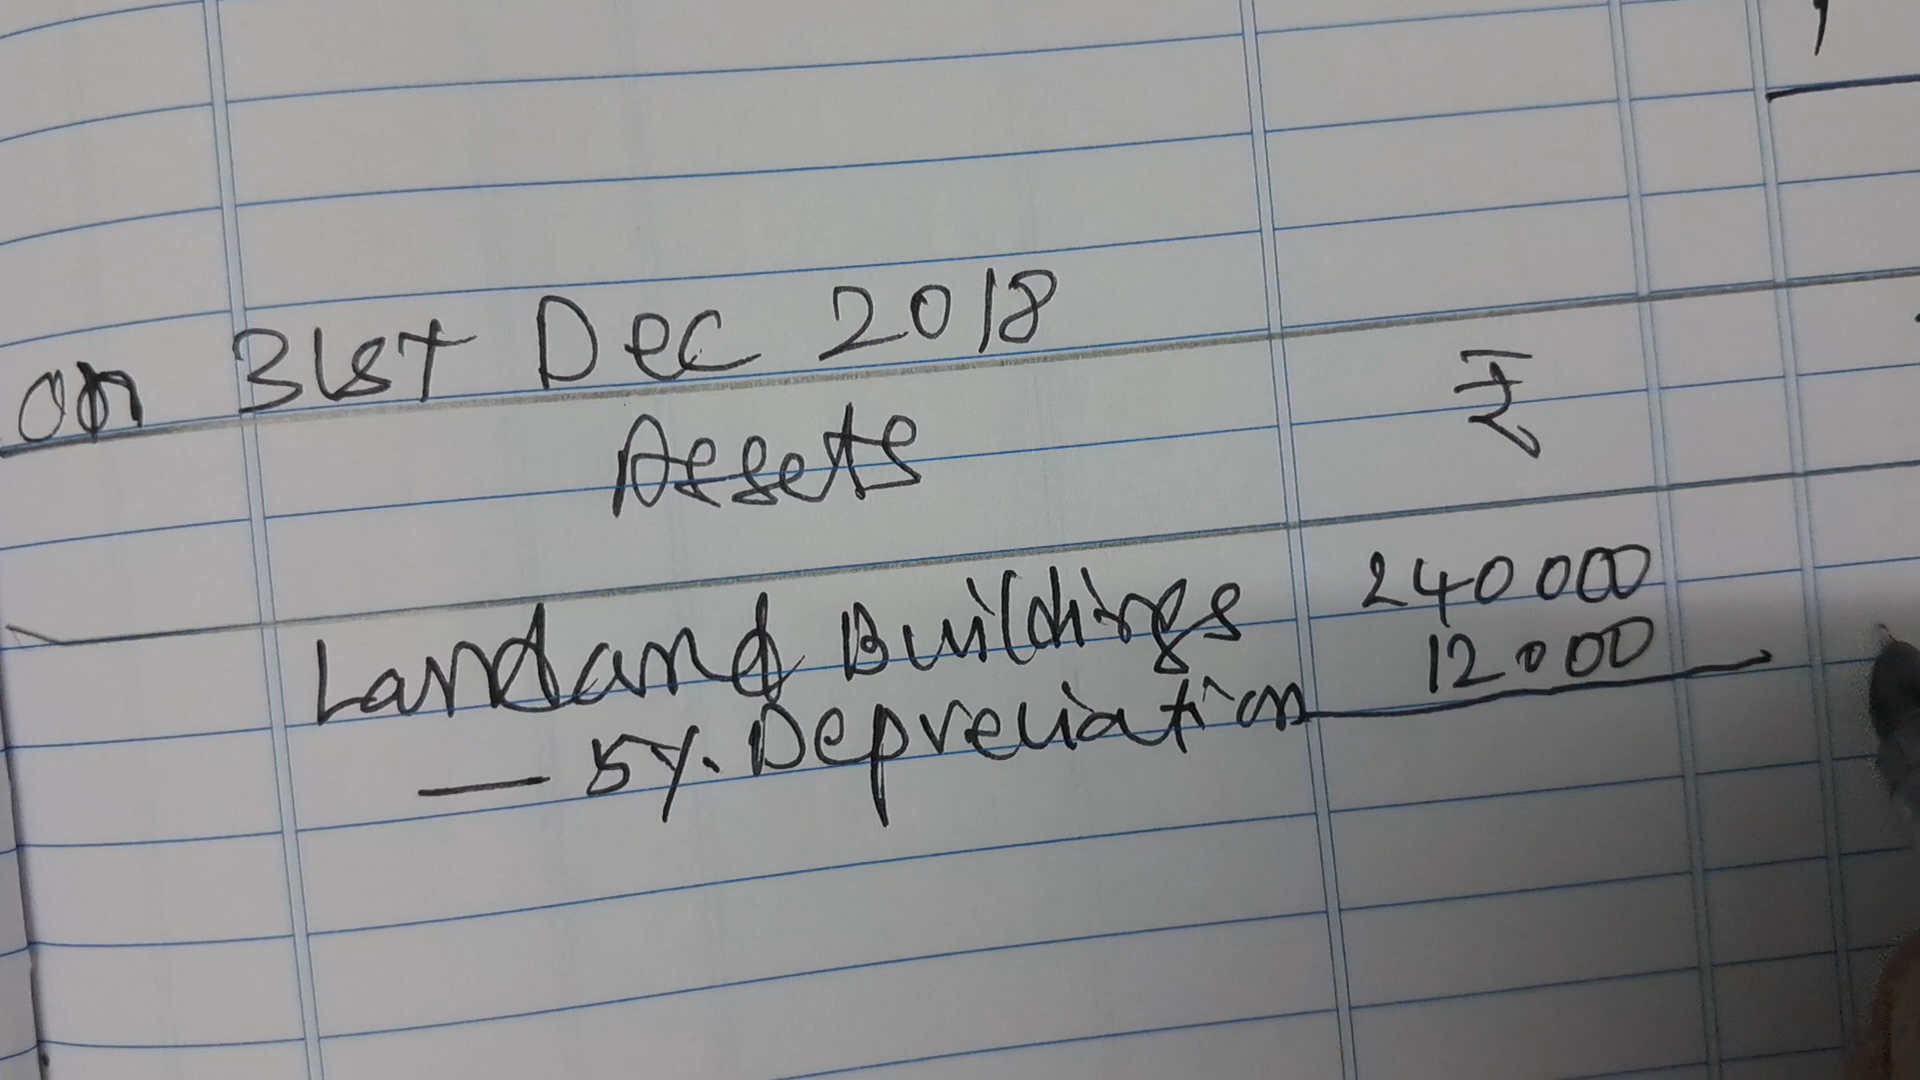 on 31st Dec 2018
Assets ₹
Land and Buildings 240000
— 5%. Depreciation 12000